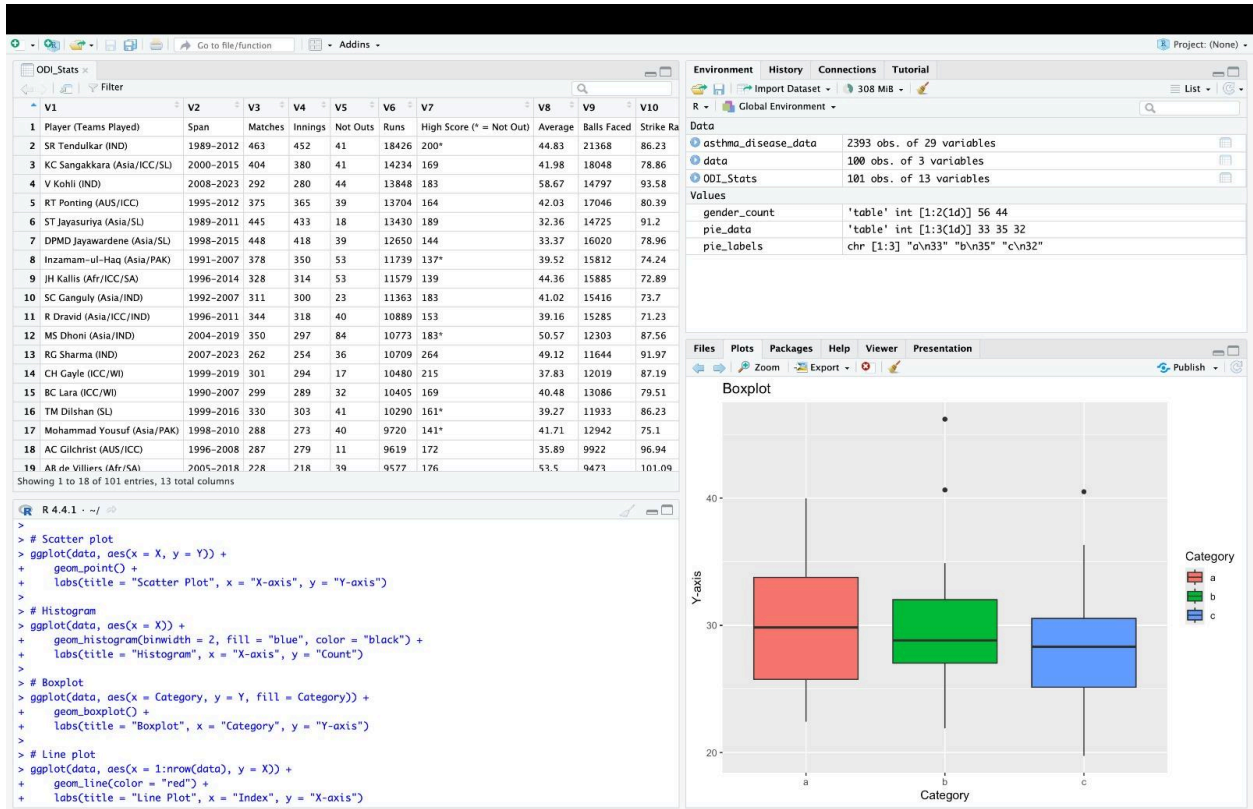 Go to file/function
Addins
Project: (None)
ODI_Stats
Filter
V1 V2 V3 V4 V5 V6 V7 V8 V9 V10
1 Player (Teams Played) Span Matches Innings Not Outs Runs High Score (* = Not Out) Average Balls Faced Strike Ra
2 SR Tendulkar (IND) 1989-2012 463 452 41 18426 200* 44.83 21368 86.23
3 KC Sangakkara (Asia/ICC/SL) 2000-2015 404 380 41 14234 169 41.98 18048 78.86
4 V Kohli (IND) 2008-2023 292 280 44 13848 183 58.67 14797 93.58
5 RT Ponting (AUS/ICC) 1995-2012 375 365 39 13704 164 42.03 17046 80.39
6 ST Jayasuriya (Asia/SL) 1989-2011 445 433 18 13430 189 32.36 14725 91.2
7 DPMD Jayawardene (Asia/SL) 1998-2015 448 418 39 12650 144 33.37 16020 78.96
8 Inzamam-ul-Haq (Asia/PAK) 1991-2007 378 350 53 11739 137* 39.52 15812 74.24
9 JH Kallis (Afr/ICC/SA) 1996-2014 328 314 53 11579 139 44.36 15885 72.89
10 SC Ganguly (Asia/IND) 1992-2007 311 300 23 11363 183 41.02 15416 73.7
11 R Dravid (Asia/ICC/IND) 1996-2011 344 318 40 10889 153 39.16 15285 71.23
12 MS Dhoni (Asia/IND) 2004-2019 350 297 84 10773 183* 50.57 12303 87.56
13 RG Sharma (IND) 2007-2023 262 254 36 10709 264 49.12 11644 91.97
14 CH Gayle (ICC/WI) 1999-2019 301 294 17 10480 215 37.83 12019 87.19
15 BC Lara (ICC/WI) 1990-2007 299 289 32 10405 169 40.48 13086 79.51
16 TM Dilshan (SL) 1999-2016 330 303 41 10290 161* 39.27 11933 86.23
17 Mohammad Yousuf (Asia/PAK) 1998-2010 288 273 40 9720 141* 41.71 12942 75.1
18 AC Gilchrist (AUS/ICC) 1996-2008 287 279 11 9619 172 35.89 9922 96.94
19 AB de Villiers (Afr/SA) 2005-2018 228 218 39 9577 176 53.5 9473 101.09
Showing 1 to 18 of 101 entries, 13 total columns
R 4.4.1 · ~/
>
> # Scatter plot
> ggplot(data, aes(x = X, y = Y)) +
+ geom_point() +
+ labs(title = "Scatter Plot", x = "X-axis", y = "Y-axis")
>
> # Histogram
> ggplot(data, aes(x = X)) +
+ geom_histogram(binwidth = 2, fill = "blue", color = "black") +
+ labs(title = "Histogram", x = "X-axis", y = "Count")
>
> # Boxplot
> ggplot(data, aes(x = Category, y = Y, fill = Category)) +
+ geom_boxplot() +
+ labs(title = "Boxplot", x = "Category", y = "Y-axis")
>
> # Line plot
> ggplot(data, aes(x = 1:nrow(data), y = X)) +
+ geom_line(color = "red") +
+ labs(title = "Line Plot", x = "Index", y = "X-axis")
Environment History Connections Tutorial
Import Dataset 308 MiB List
R Global Environment
Data
asthma_disease_data 2393 obs. of 29 variables
data 100 obs. of 3 variables
ODI_Stats 101 obs. of 13 variables
Values
gender_count 'table' int [1:2(1d)] 56 44
pie_data 'table' int [1:3(1d)] 33 35 32
pie_labels chr [1:3] "a\n33" "b\n35" "c\n32"
Files Plots Packages Help Viewer Presentation
Zoom Export Publish
Boxplot
40
30
20
Y-axis
a b c
Category
Category
a
b
c